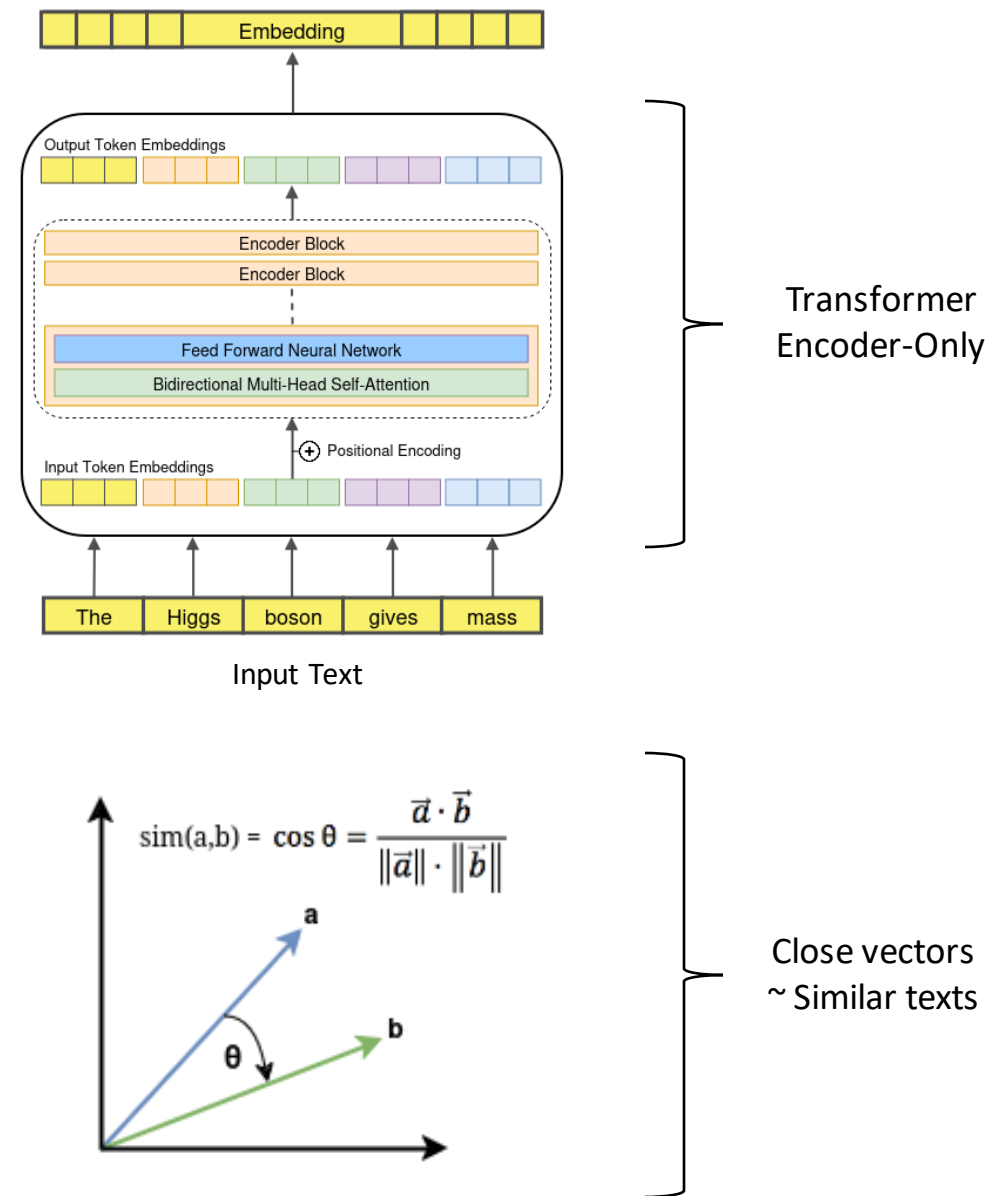 Embedding
Output Token Embeddings
Encoder Block
Encoder Block
Feed Forward Neural Network
Bidirectional Multi-Head Self-Attention
+ Positional Encoding
Input Token Embeddings
The Higgs boson gives mass
Input Text
Transformer
Encoder-Only
sim(a,b) = cos θ = (a⃗ · b⃗) / (‖a⃗‖ · ‖b⃗‖)
a
b
θ
Close vectors
~ Similar texts